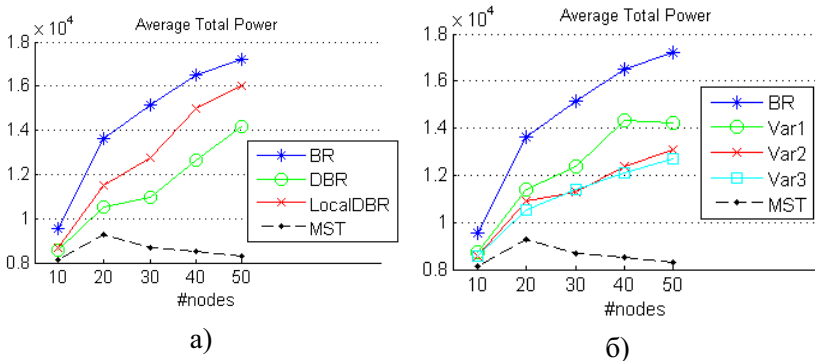 Average Total Power
× 10⁴
1.8
1.6
1.4
1.2
1
0.8
10 20 30 40 50
#nodes
BR
DBR
LocalDBR
MST
а)
Average Total Power
× 10⁴
1.8
1.6
1.4
1.2
1
0.8
10 20 30 40 50
#nodes
BR
Var1
Var2
Var3
MST
б)